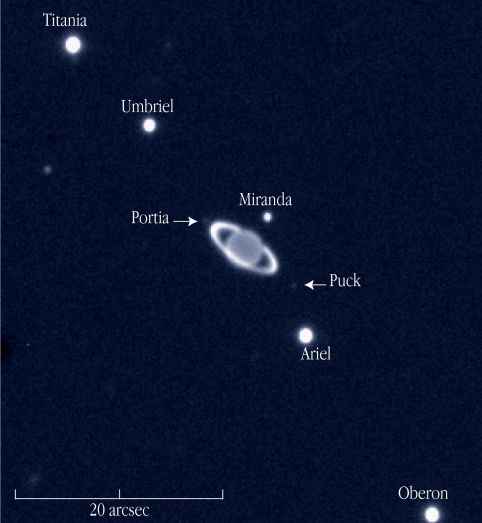 Titania
Umbriel
Miranda
Portia
Puck
Ariel
Oberon
20 arcsec